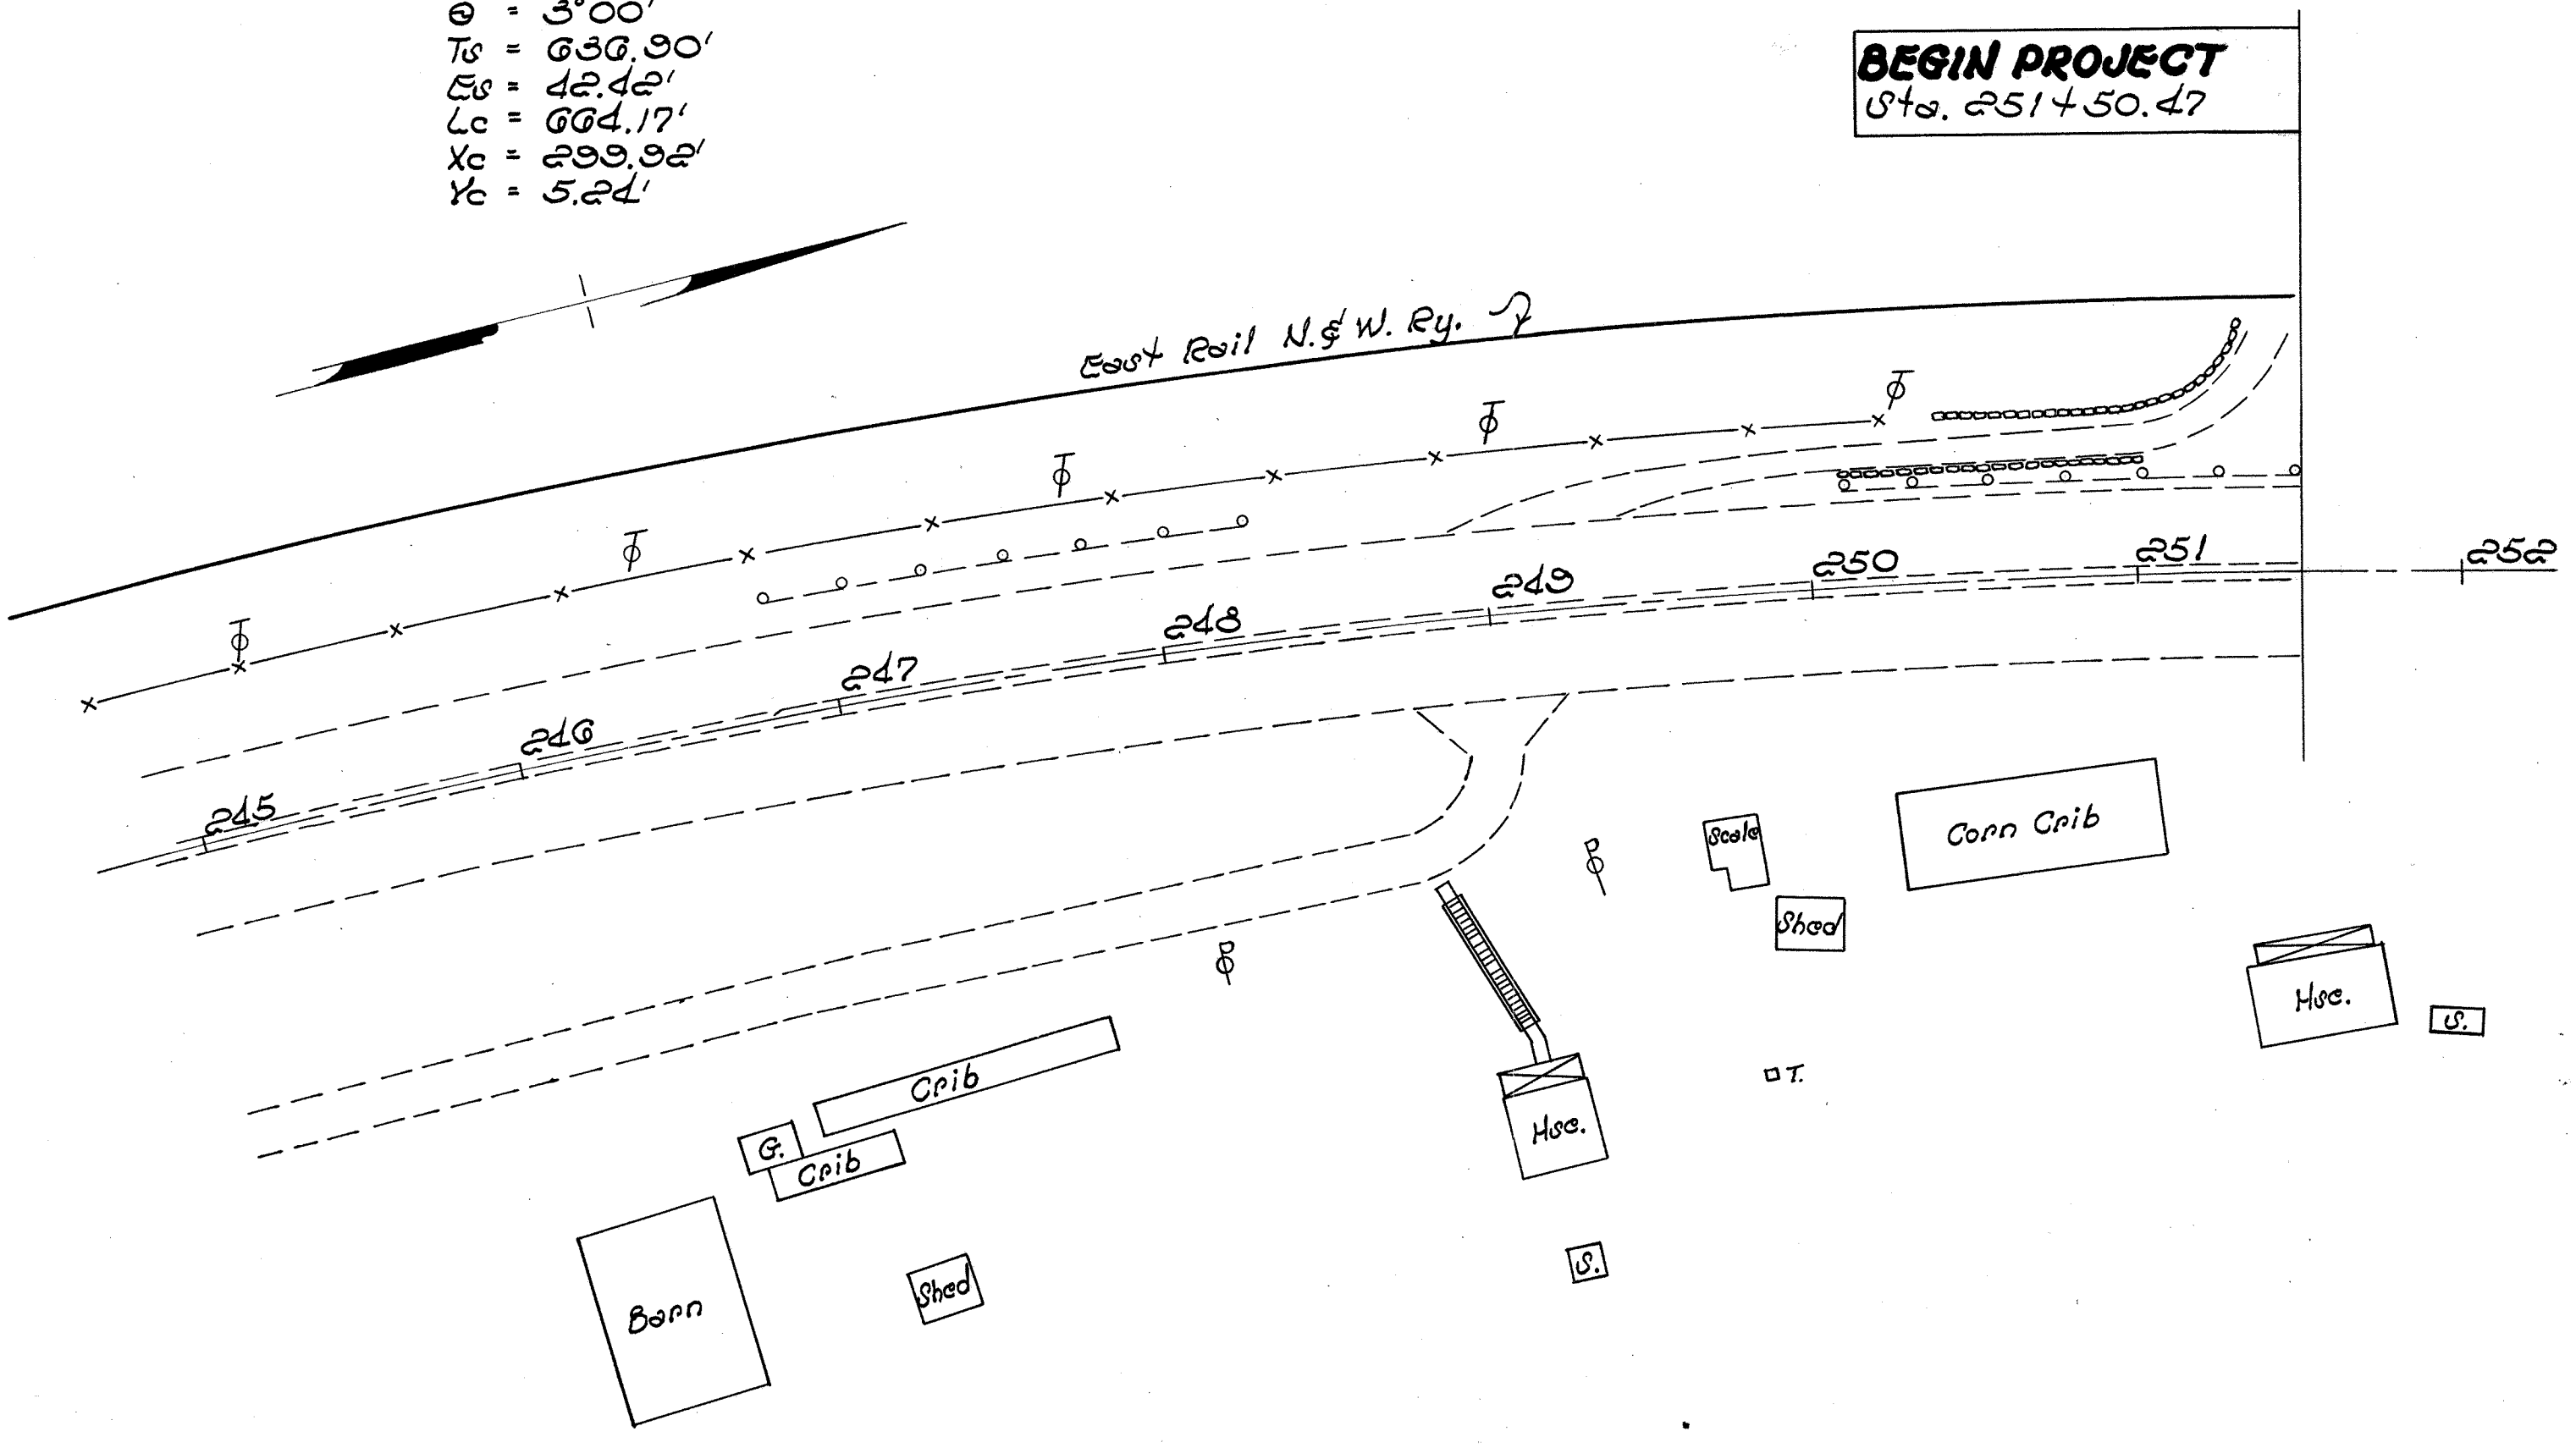 Θ = 3°00'
Ts = 636.90'
Es = 42.42'
Lc = 664.17'
Xc = 299.92'
Yc = 5.24'
BEGIN PROJECT
Sta. 251+50.47
East Rail N.&W. Ry.
252
251
250
249
248
247
246
245
Scale
Corn Crib
Shed
Hse.
S.
T.
Crib
Hse.
G.
Crib
S.
Shed
Barn